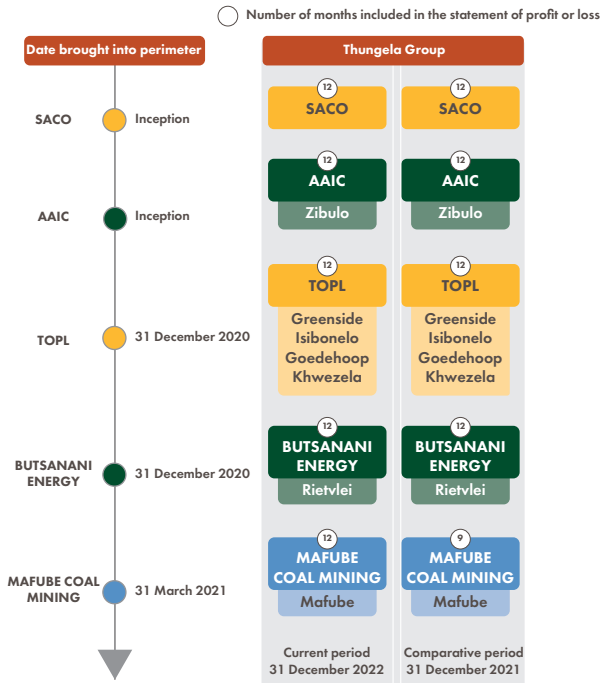 Number of months included in the statement of profit or loss
Date brought into perimeter
Thungela Group
SACO
Inception
12
SACO
12
SACO
AAIC
Inception
12
AAIC
Zibulo
12
AAIC
Zibulo
TOPL
31 December 2020
12
TOPL
Greenside
Isibonelo
Goedehoop
Khwezela
12
TOPL
Greenside
Isibonelo
Goedehoop
Khwezela
BUTSANANI
ENERGY
31 December 2020
12
BUTSANANI
ENERGY
Rietvlei
12
BUTSANANI
ENERGY
Rietvlei
MAFUBE COAL
MINING
31 March 2021
12
MAFUBE
COAL MINING
Mafube
9
MAFUBE
COAL MINING
Mafube
Current period
31 December 2022
Comparative period
31 December 2021